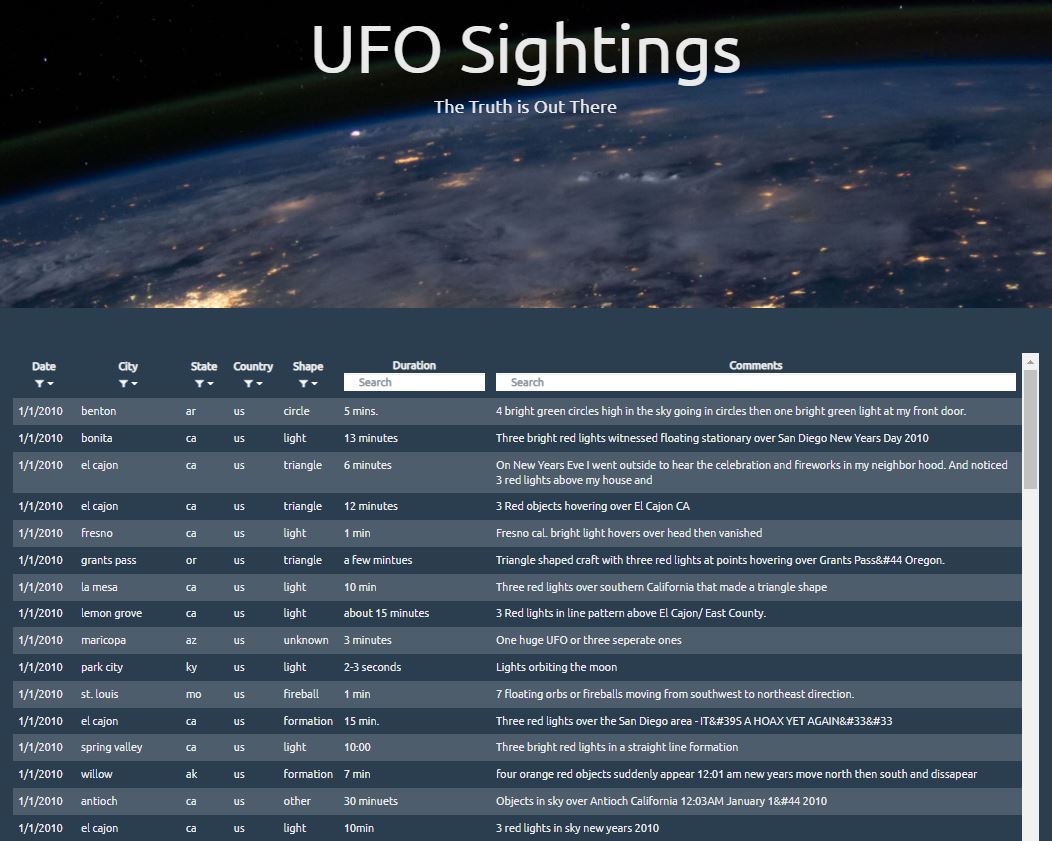 UFO Sightings
The Truth is Out There
Date City State Country Shape Duration Comments
Search Search
1/1/2010 benton ar us circle 5 mins. 4 bright green circles high in the sky going in circles then one bright green light at my front door.
1/1/2010 bonita ca us light 13 minutes Three bright red lights witnessed floating stationary over San Diego New Years Day 2010
1/1/2010 el cajon ca us triangle 6 minutes On New Years Eve I went outside to hear the celebration and fireworks in my neighbor hood. And noticed
3 red lights above my house and
1/1/2010 el cajon ca us triangle 12 minutes 3 Red objects hovering over El Cajon CA
1/1/2010 fresno ca us light 1 min Fresno cal. bright light hovers over head then vanished
1/1/2010 grants pass or us triangle a few mintues Triangle shaped craft with three red lights at points hovering over Grants Pass&#44 Oregon.
1/1/2010 la mesa ca us light 10 min Three red lights over southern California that made a triangle shape
1/1/2010 lemon grove ca us light about 15 minutes 3 Red lights in line pattern above El Cajon/ East County.
1/1/2010 maricopa az us unknown 3 minutes One huge UFO or three seperate ones
1/1/2010 park city ky us light 2-3 seconds Lights orbiting the moon
1/1/2010 st. louis mo us fireball 1 min 7 floating orbs or fireballs moving from southwest to northeast direction.
1/1/2010 el cajon ca us formation 15 min. Three red lights over the San Diego area - IT&#39S A HOAX YET AGAIN&#33&#33
1/1/2010 spring valley ca us light 10:00 Three bright red lights in a straight line formation
1/1/2010 willow ak us formation 7 min four orange red objects suddenly appear 12:01 am new years move north then south and dissapear
1/1/2010 antioch ca us other 30 minuets Objects in sky over Antioch California 12:03AM January 1&#44 2010
1/1/2010 el cajon ca us light 10min 3 red lights in sky new years 2010